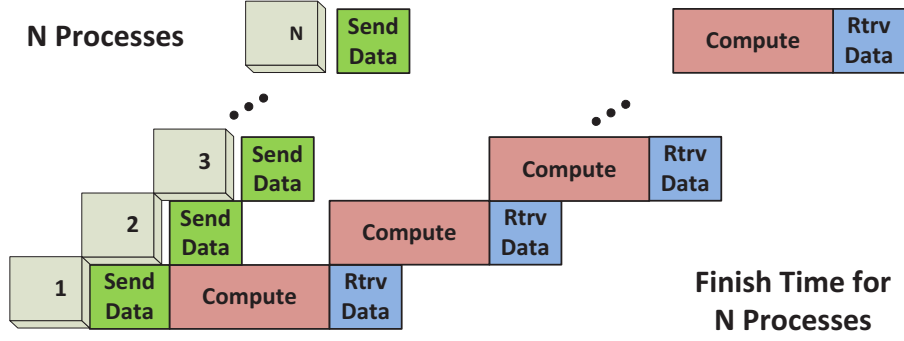 N Processes
N
Send
Data
Compute
Rtrv
Data
3
Send
Data
Compute
Rtrv
Data
2
Send
Data
Compute
Rtrv
Data
1
Send
Data
Compute
Rtrv
Data
Finish Time for
N Processes